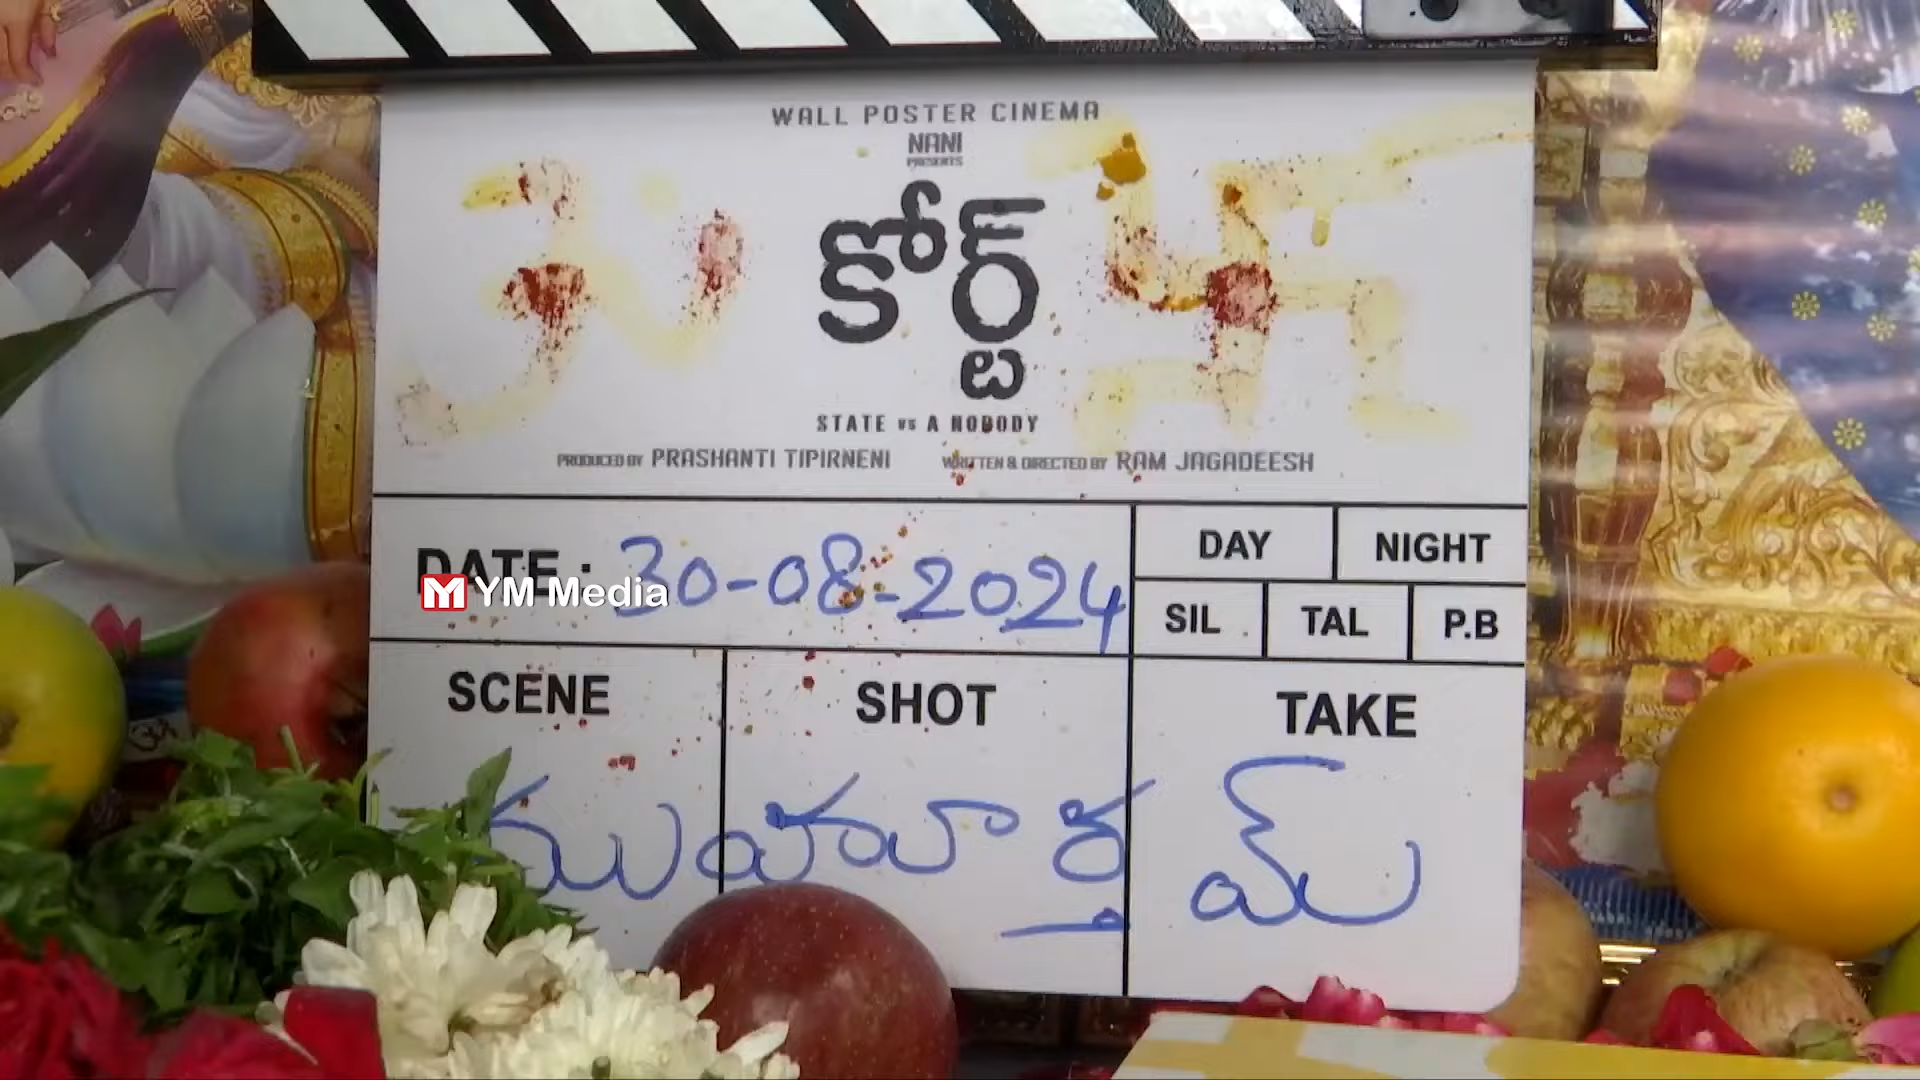 WALL POSTER CINEMA
NANI
PRESENTS
కోర్ట్
STATE vs A NOBODY
PRODUCED BY PRASHANTI TIPIRNENI WRITTEN & DIRECTED BY RAM JAGADEESH
DATE : 30-08-2024
DAY NIGHT
SIL TAL P.B
YM Media
SCENE SHOT TAKE
ముహూర్తమ్